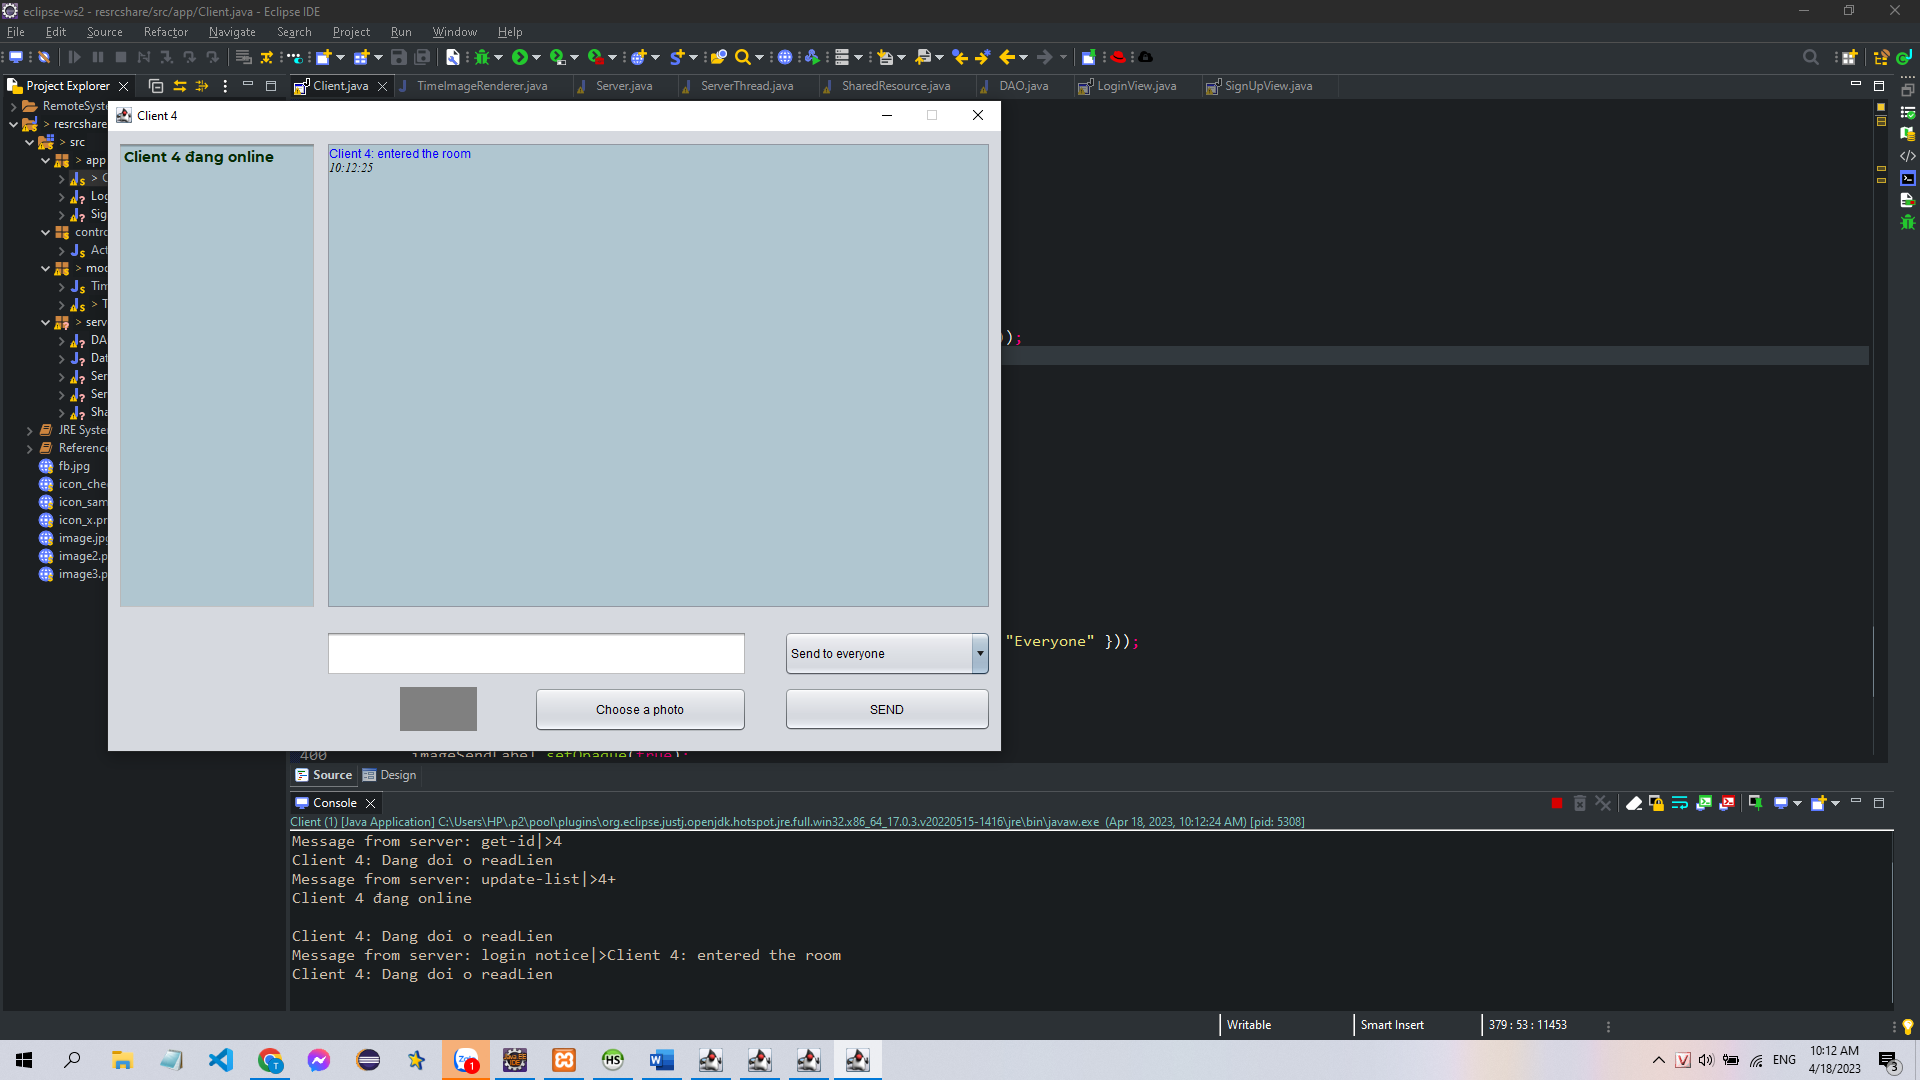 eclipse-ws2 - resrcshare/src/app/Client.java - Eclipse IDE
File Edit Source Refactor Navigate Search Project Run Window Help
Project Explorer
Client.java TimeImageRenderer.java Server.java ServerThread.java SharedResource.java DAO.java LoginView.java SignUpView.java
RemoteSyste
> resrcshare
> src
> app
> C
Log
Sig
contro
Act
> mod
Tim
> T
> serv
DA
Dat
Ser
Ser
Sha
JRE Syste
Reference
fb.jpg
icon_che
icon_sam
icon_x.pr
image.jpg
image2.p
image3.p
Client 4
Client 4 đang online
Client 4: entered the room
10:12:25
Send to everyone
Choose a photo
SEND
);
"Everyone" }));
400 imageSendLabel.setOpaque(true);
Source Design
Console
Client (1) [Java Application] C:\Users\HP\.p2\pool\plugins\org.eclipse.justj.openjdk.hotspot.jre.full.win32.x86_64_17.0.3.v20220515-1416\jre\bin\javaw.exe (Apr 18, 2023, 10:12:24 AM) [pid: 5308]
Message from server: get-id|>4
Client 4: Dang doi o readLien
Message from server: update-list|>4+
Client 4 đang online
Client 4: Dang doi o readLien
Message from server: login notice|>Client 4: entered the room
Client 4: Dang doi o readLien
Writable Smart Insert 379 : 53 : 11453
ENG
10:12 AM
4/18/2023
3